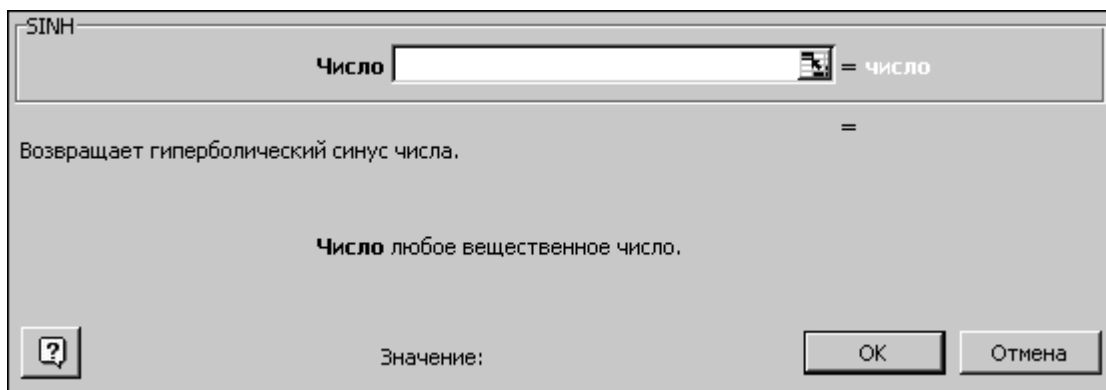 SINH
Число = число
=
Возвращает гиперболический синус числа.
Число любое вещественное число.
Значение: OK Отмена